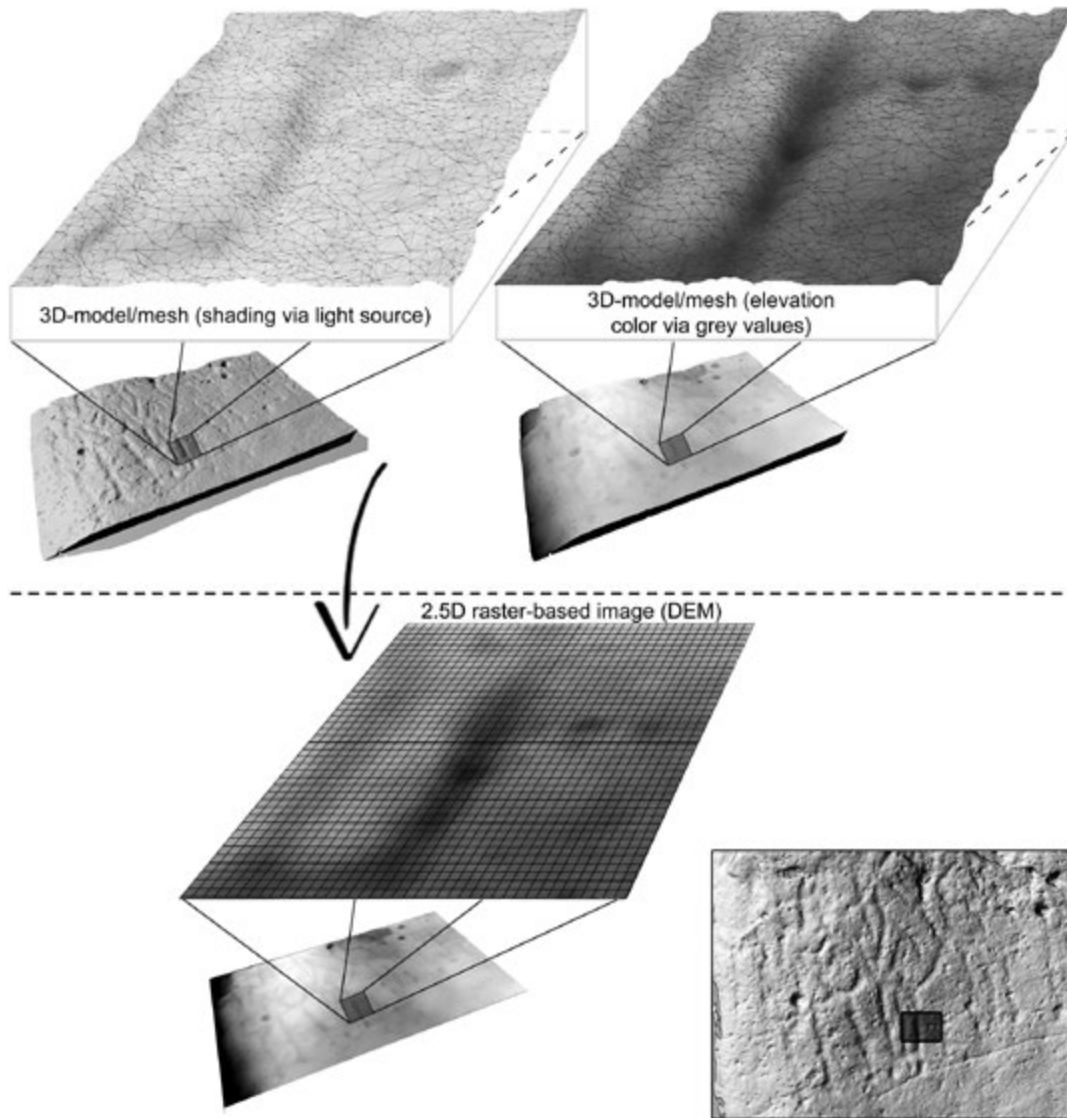 3D-model/mesh (shading via light source)
3D-model/mesh (elevation
color via grey values)
2.5D raster-based image (DEM)